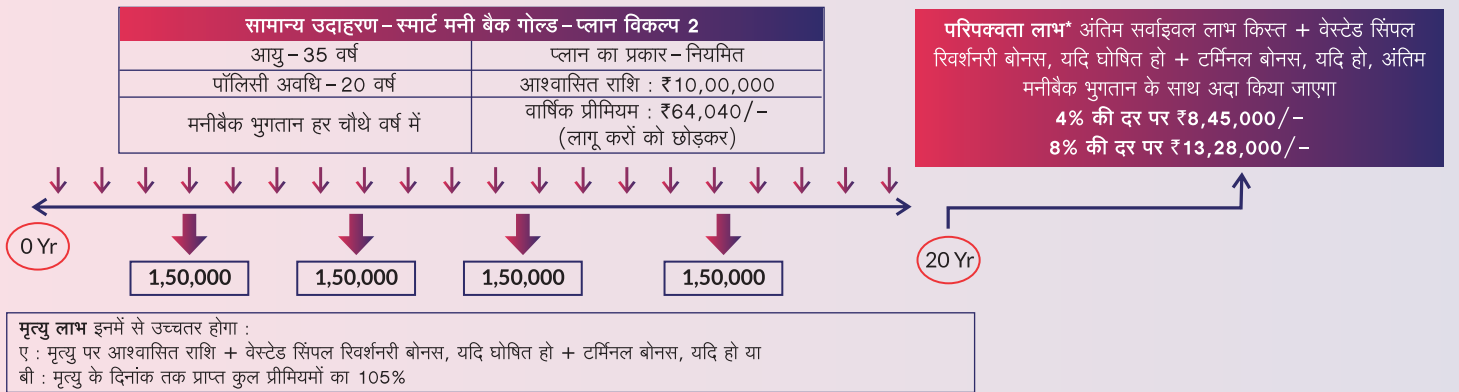 सामान्य उदाहरण – स्मार्ट मनी बैक गोल्ड – प्लान विकल्प 2
आयु – 35 वर्ष
प्लान का प्रकार – नियमित
पॉलिसी अवधि – 20 वर्ष
आश्वासित राशि : ₹10,00,000
मनीबैक भुगतान हर चौथे वर्ष में
वार्षिक प्रीमियम : ₹64,040/–
(लागू करों को छोड़कर)
परिपक्वता लाभ* अंतिम सर्वाइवल लाभ किस्त + वेस्टेड सिंपल
रिवर्शनरी बोनस, यदि घोषित हो + टर्मिनल बोनस, यदि हो, अंतिम
मनीबैक भुगतान के साथ अदा किया जाएगा
4% की दर पर ₹8,45,000/–
8% की दर पर ₹13,28,000/–
0 Yr
1,50,000
1,50,000
1,50,000
1,50,000
20 Yr
मृत्यु लाभ इनमें से उच्चतर होगा :
ए : मृत्यु पर आश्वासित राशि + वेस्टेड सिंपल रिवर्शनरी बोनस, यदि घोषित हो + टर्मिनल बोनस, यदि हो या
बी : मृत्यु के दिनांक तक प्राप्त कुल प्रीमियमों का 105%